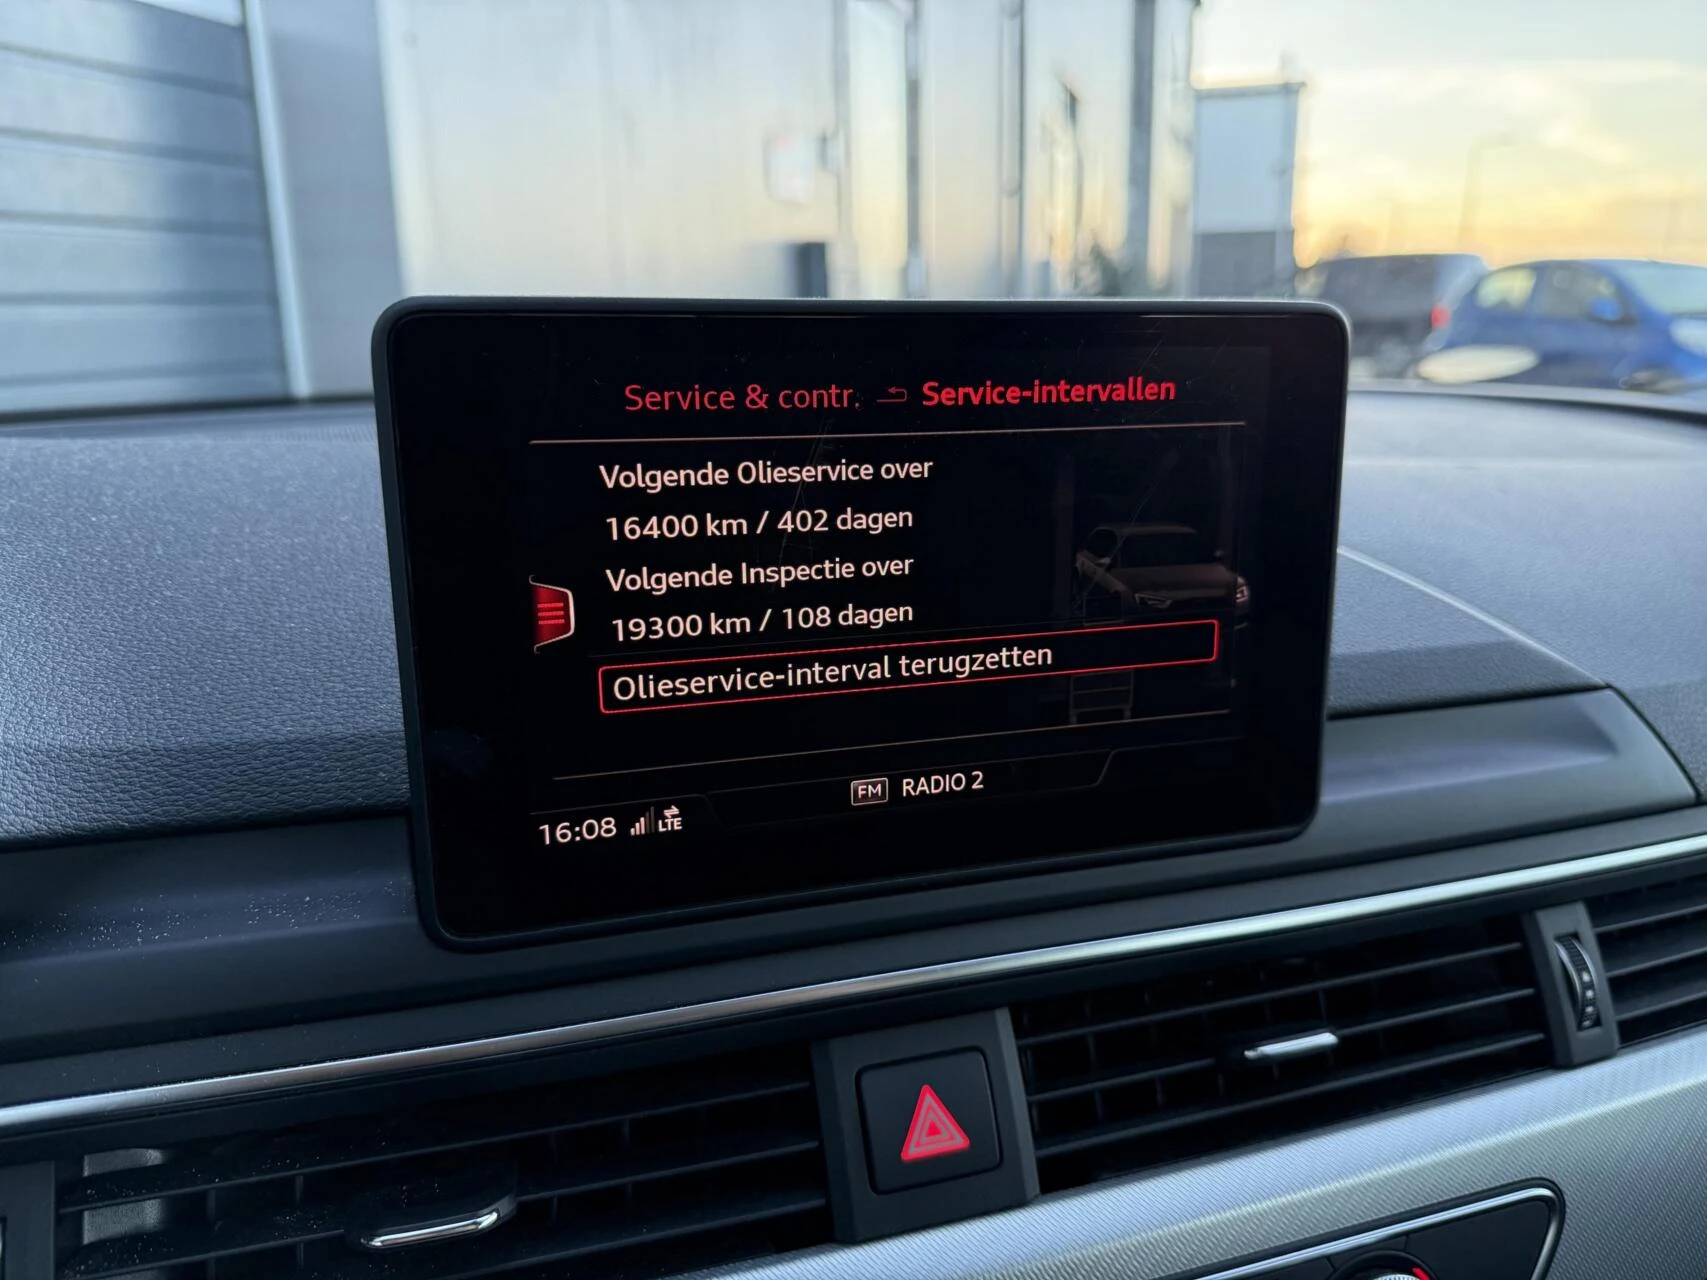 Service & contr. Service-intervallen
Volgende Olieservice over
16400 km / 402 dagen
Volgende Inspectie over
19300 km / 108 dagen
Olieservice-interval terugzetten
FM RADIO 2
16:08 LTE